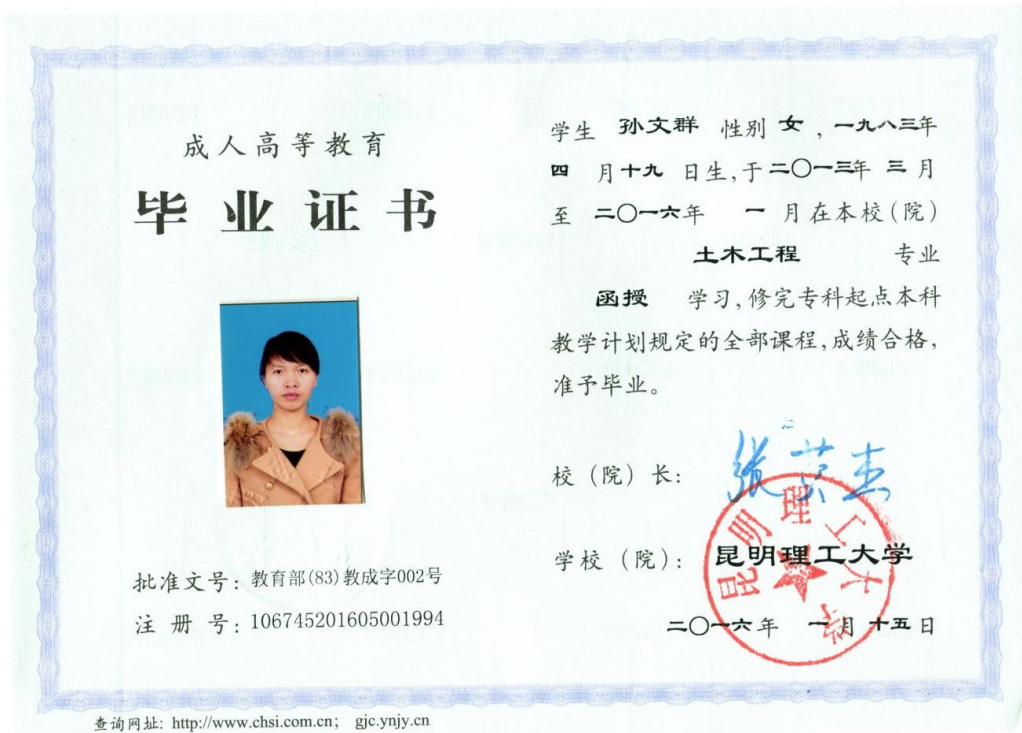 成人高等教育
毕业证书
批准文号：教育部(83)教成字002号
注册号：106745201605001994
学生 孙文群 性别 女，一九八三年
四 月十九 日生，于二〇一三年 三 月
至 二〇一六年 一 月在本校(院)
土木工程 专业
函授 学习，修完专科起点本科
教学计划规定的全部课程，成绩合格，
准予毕业。
校（院）长：
学校（院）：昆明理工大学
昆明理工大学
二〇一六年 一月 十五日
查询网址：http://www.chsi.com.cn； gjc.ynjy.cn